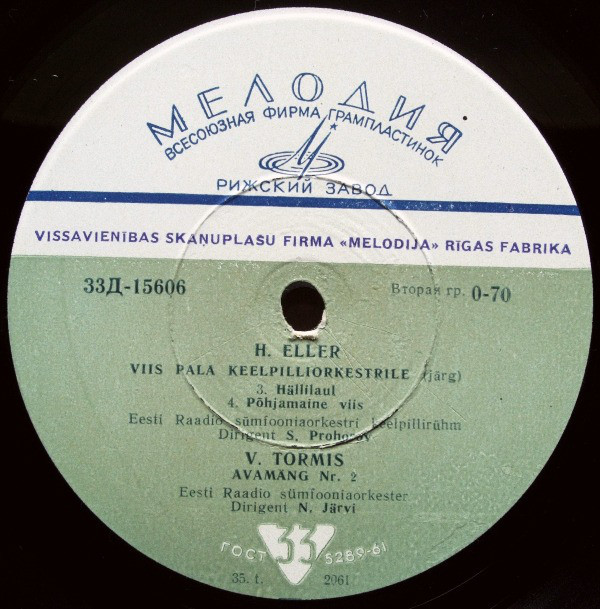 МЕЛОДИЯ
ВСЕСОЮЗНАЯ ФИРМА ГРАМПЛАСТИНОК
РИЖСКИЙ ЗАВОД
VISSAVIENĪBAS SKAŅUPLAŠU FIRMA «MELODIJA» RĪGAS FABRIKA
33Д-15606 Вторая гр. 0-70
H. ELLER
VIIS PALA KEELPILLIORKESTRILE (järg)
3. Hällilaul
4. Põhjamaine viis
Eesti Raadio sümfooniaorkestri keelpillirühm
Dirigent S. Prohorov
V. TORMIS
AVAMÄNG Nr. 2
Eesti Raadio sümfooniaorkester
Dirigent N. Järvi
ГОСТ 33 5289-61
35. t. 2061